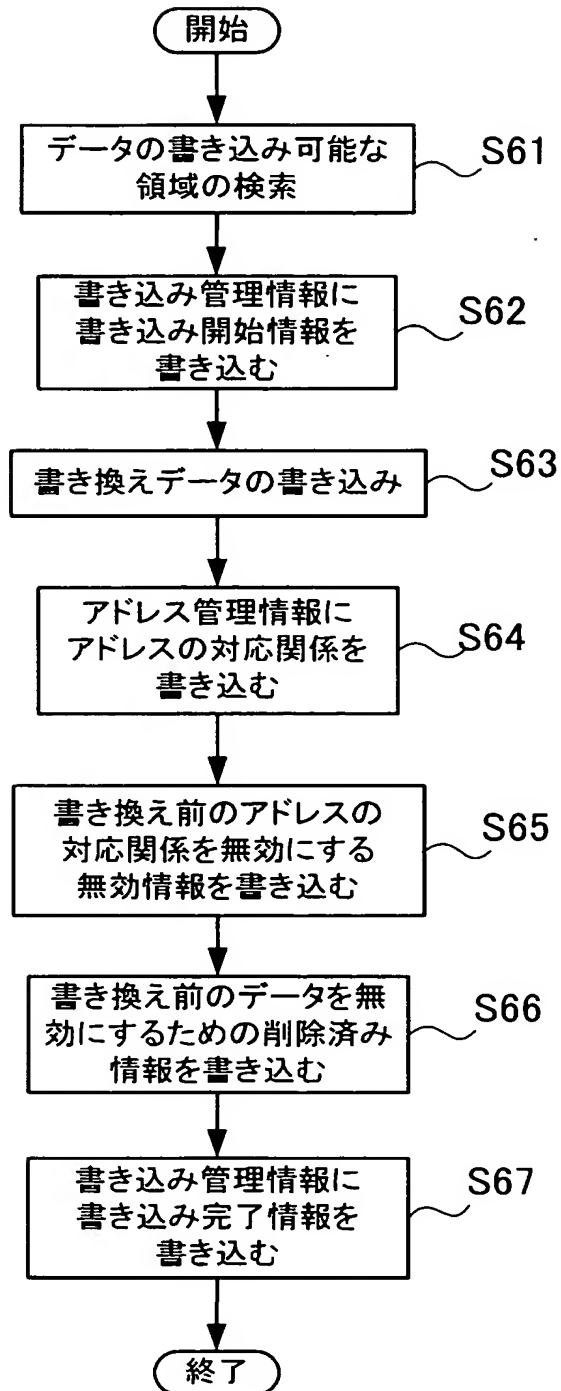 開始
データの書き込み可能な
領域の検索
S61
書き込み管理情報に
書き込み開始情報を
書き込む
S62
書き換えデータの書き込み
S63
アドレス管理情報に
アドレスの対応関係を
書き込む
S64
書き換え前のアドレスの
対応関係を無効にする
無効情報を書き込む
S65
書き換え前のデータを無
効にするための削除済み
情報を書き込む
S66
書き込み管理情報に
書き込み完了情報を
書き込む
S67
終了